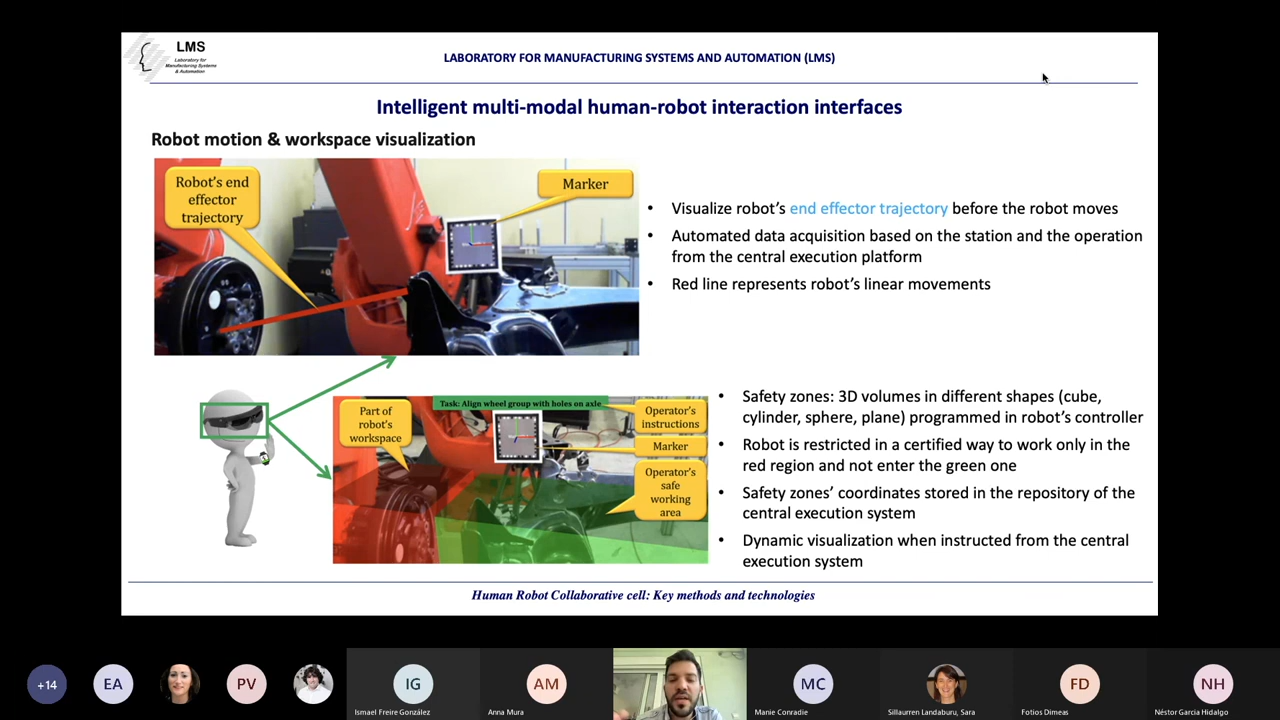 LMS
Laboratory for
Manufacturing Systems
& Automation
LABORATORY FOR MANUFACTURING SYSTEMS AND AUTOMATION (LMS)
Intelligent multi-modal human-robot interaction interfaces
Robot motion & workspace visualization
Robot's end
effector
trajectory
Marker
• Visualize robot's end effector trajectory before the robot moves
• Automated data acquisition based on the station and the operation
from the central execution platform
• Red line represents robot's linear movements
Task: Align wheel group with holes on axle
Part of
robot's
workspace
Operator's
instructions
Marker
Operator's
safe
working
area
• Safety zones: 3D volumes in different shapes (cube,
cylinder, sphere, plane) programmed in robot's controller
• Robot is restricted in a certified way to work only in the
red region and not enter the green one
• Safety zones' coordinates stored in the repository of the
central execution system
• Dynamic visualization when instructed from the central
execution system
Human Robot Collaborative cell: Key methods and technologies
+14
EA
PV
IG
Ismael Freire González
AM
Anna Mura
MC
Manie Conradie
Sillaurren Landaburu, Sara
FD
Fotios Dimeas
NH
Néstor Garcia Hidalgo